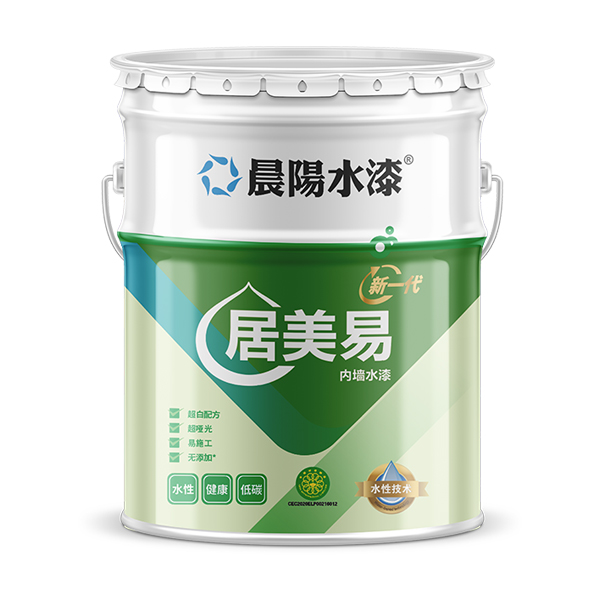 晨陽水漆®
新一代
居美易
内墙水漆
超白配方
超哑光
易施工
无添加*
水性 健康 低碳
水性技术
CEC2020ELP00216012